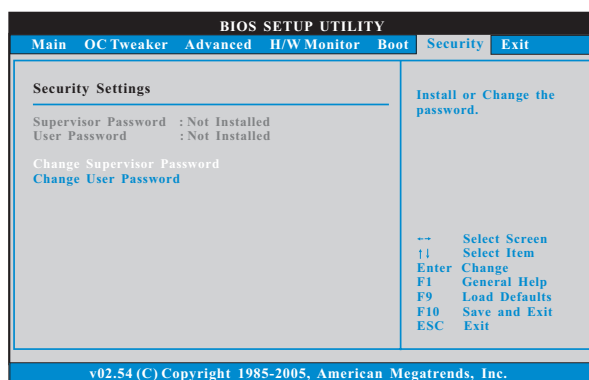 BIOS SETUP UTILITY
Main OC Tweaker Advanced H/W Monitor Boot Security Exit
Security Settings
Supervisor Password : Not Installed
User Password : Not Installed
Change Supervisor Password
Change User Password
Install or Change the
password.
←→ Select Screen
↑↓ Select Item
Enter Change
F1 General Help
F9 Load Defaults
F10 Save and Exit
ESC Exit
v02.54 (C) Copyright 1985-2005, American Megatrends, Inc.